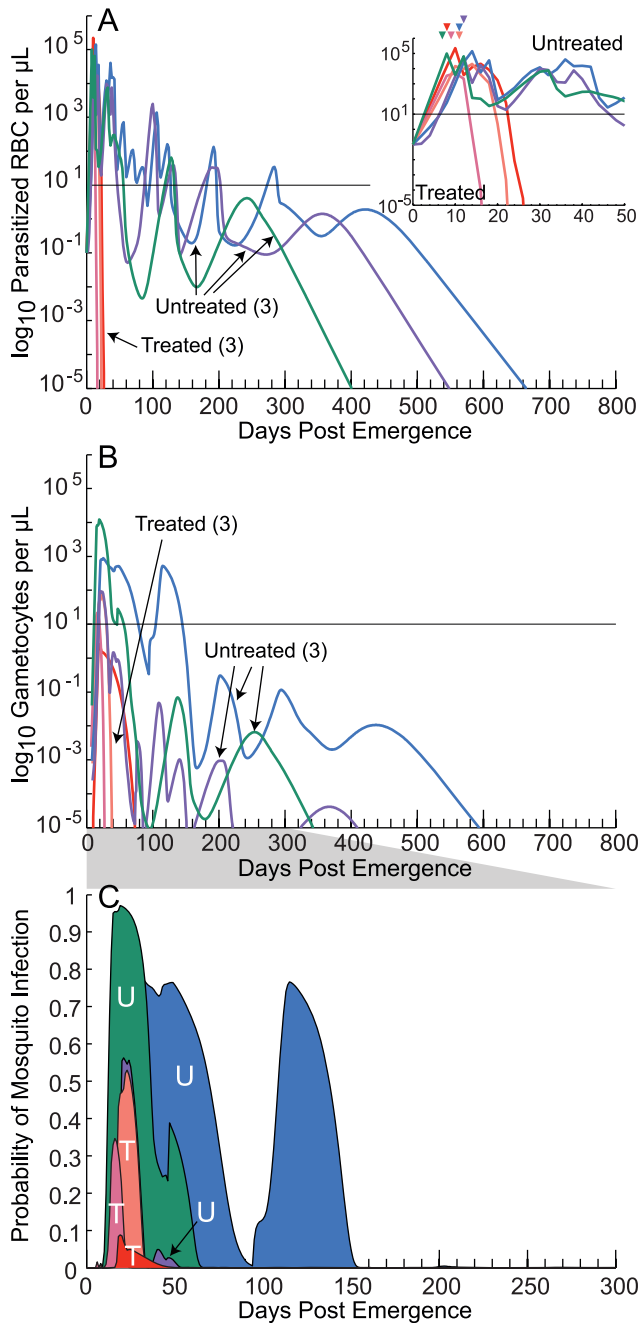 A
log10 Parasitized RBC per µL
10^5
10^3
10^1
10^-1
10^-3
10^-5
Untreated (3)
Treated (3)
0 100 200 300 400 500 600 700 800
Days Post Emergence
10^5
10^1
10^-5
Untreated
Treated
0 10 20 30 40 50
B
log10 Gametocytes per µL
10^5
10^3
10^1
10^-1
10^-3
10^-5
Treated (3)
Untreated (3)
0 100 200 300 400 500 600 700 800
Days Post Emergence
C
Probability of Mosquito Infection
1
0.9
0.8
0.7
0.6
0.5
0.4
0.3
0.2
0.1
0
U
U
T
T
U
T
0 50 100 150 200 250 300
Days Post Emergence